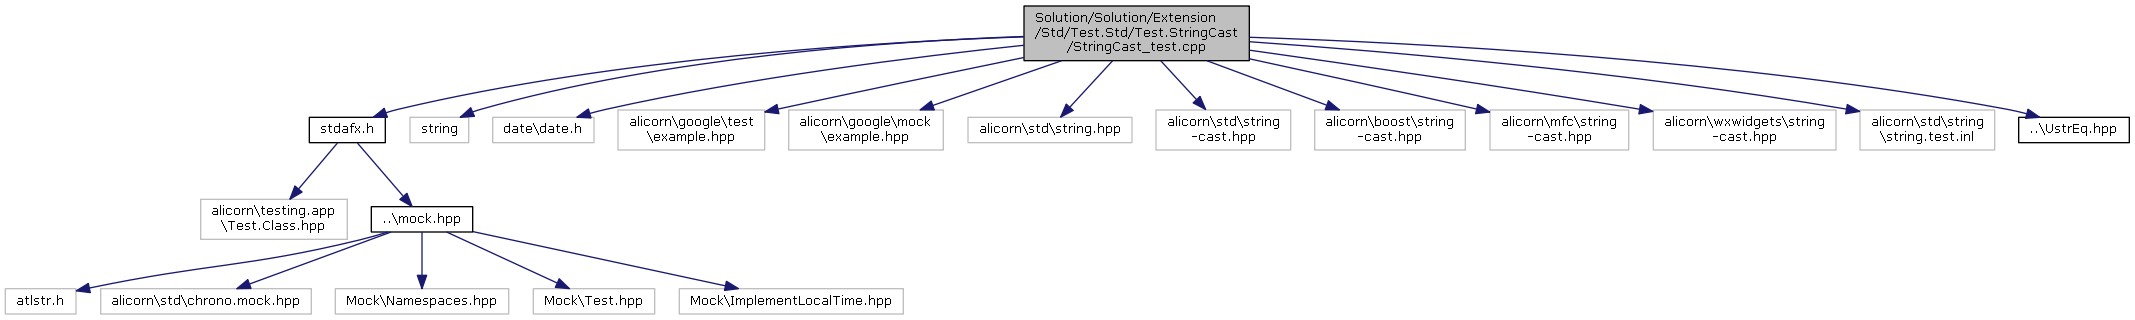 Solution/Solution/Extension
/Std/Test.Std/Test.StringCast
/StringCast_test.cpp
stdafx.h
string
date\date.h
alicorn\google\test
\example.hpp
alicorn\google\mock
\example.hpp
alicorn\std\string.hpp
alicorn\std\string
-cast.hpp
alicorn\boost\string
-cast.hpp
alicorn\mfc\string
-cast.hpp
alicorn\wxwidgets\string
-cast.hpp
alicorn\std\string
\string.test.inl
..\UstrEq.hpp
alicorn\testing.app
\Test.Class.hpp
..\mock.hpp
atlstr.h
alicorn\std\chrono.mock.hpp
Mock\Namespaces.hpp
Mock\Test.hpp
Mock\ImplementLocalTime.hpp